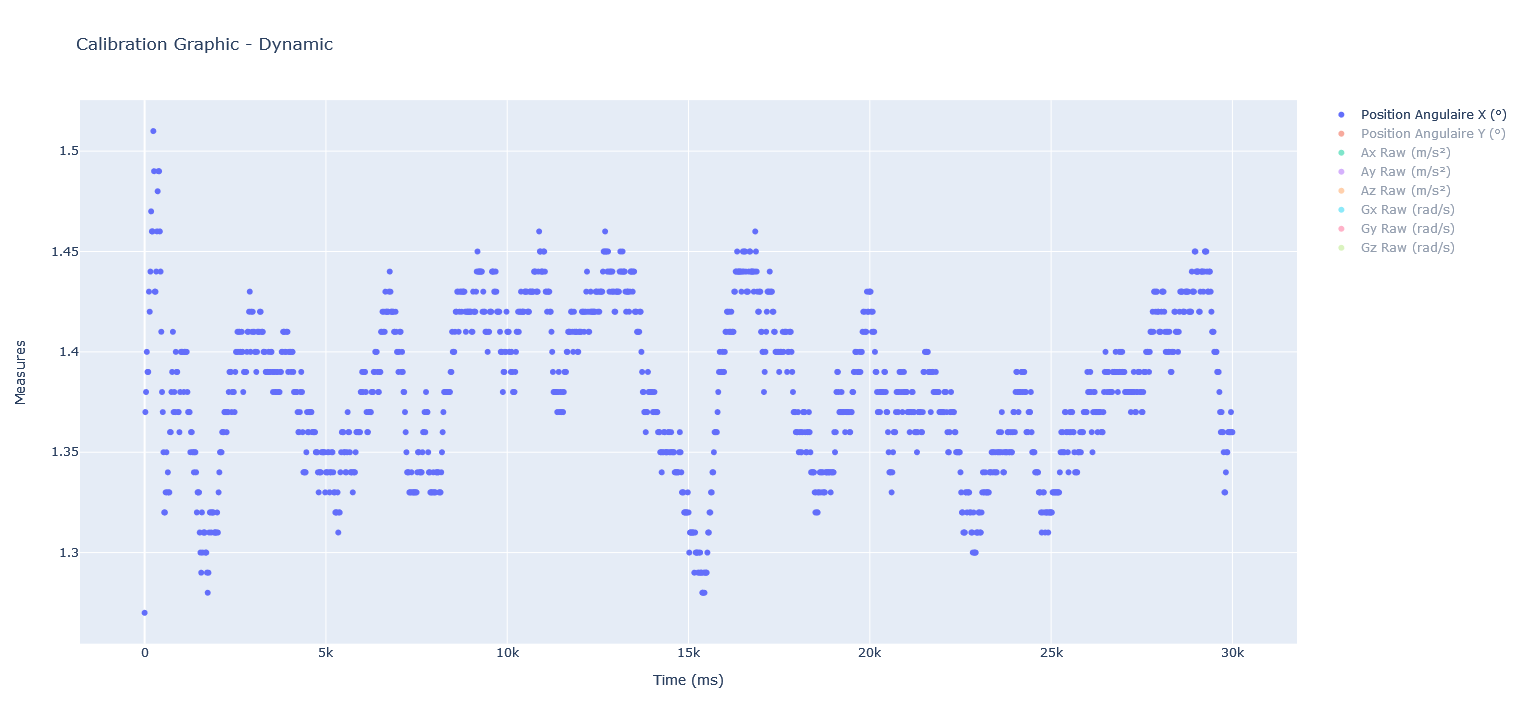 Calibration Graphic - Dynamic
1.5
1.45
1.4
1.35
1.3
Measures
0 5k 10k 15k 20k 25k 30k
Time (ms)
Position Angulaire X (°)
Position Angulaire Y (°)
Ax Raw (m/s²)
Ay Raw (m/s²)
Az Raw (m/s²)
Gx Raw (rad/s)
Gy Raw (rad/s)
Gz Raw (rad/s)